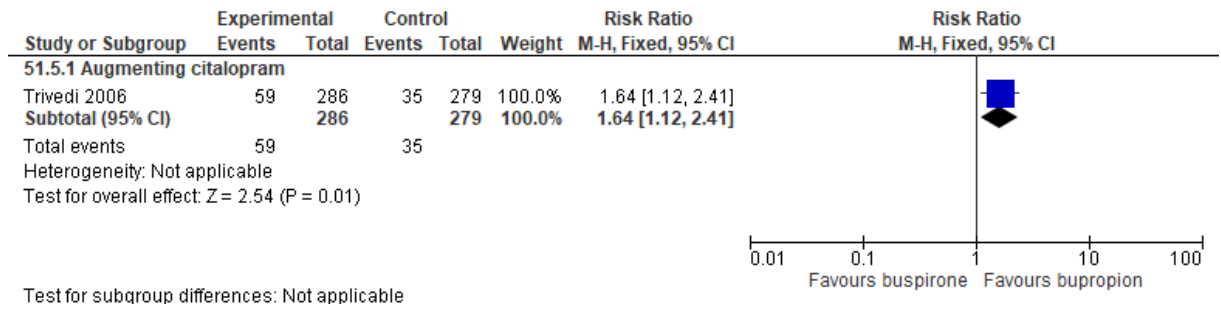 Experimental Control Risk Ratio Risk Ratio
Study or Subgroup Events Total Events Total Weight M-H, Fixed, 95% CI M-H, Fixed, 95% CI
51.5.1 Augmenting citalopram
Trivedi 2006 59 286 35 279 100.0% 1.64 [1.12, 2.41]
Subtotal (95% CI) 286 279 100.0% 1.64 [1.12, 2.41]
Total events 59 35
Heterogeneity: Not applicable
Test for overall effect: Z = 2.54 (P = 0.01)
0.01 0.1 1 10 100
Favours buspirone Favours bupropion
Test for subgroup differences: Not applicable